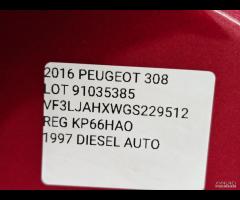 2016 PEUGEOT 308
LOT 91035385
VF3LJAHXWGS229512
REG KP66HAO
1997 DIESEL AUTO